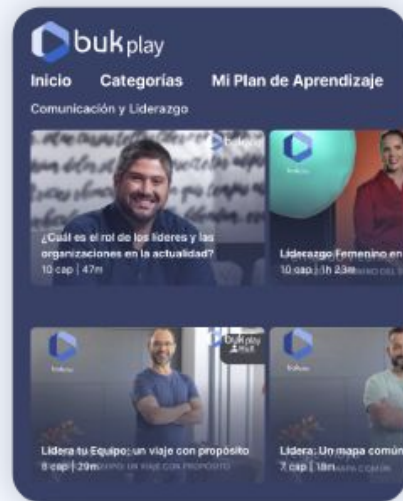 bukplay
Inicio Categorías Mi Plan de Aprendizaje
Comunicación y Liderazgo
¿Cuál es el rol de los líderes y las
organizaciones en la actualidad?
10 cap | 47m
Liderazgo Femenino en
10 cap | 1h 23m
Lidera tu Equipo: un viaje con propósito
8 cap | 29m
Lidera: Un mapa común
7 cap | 18m